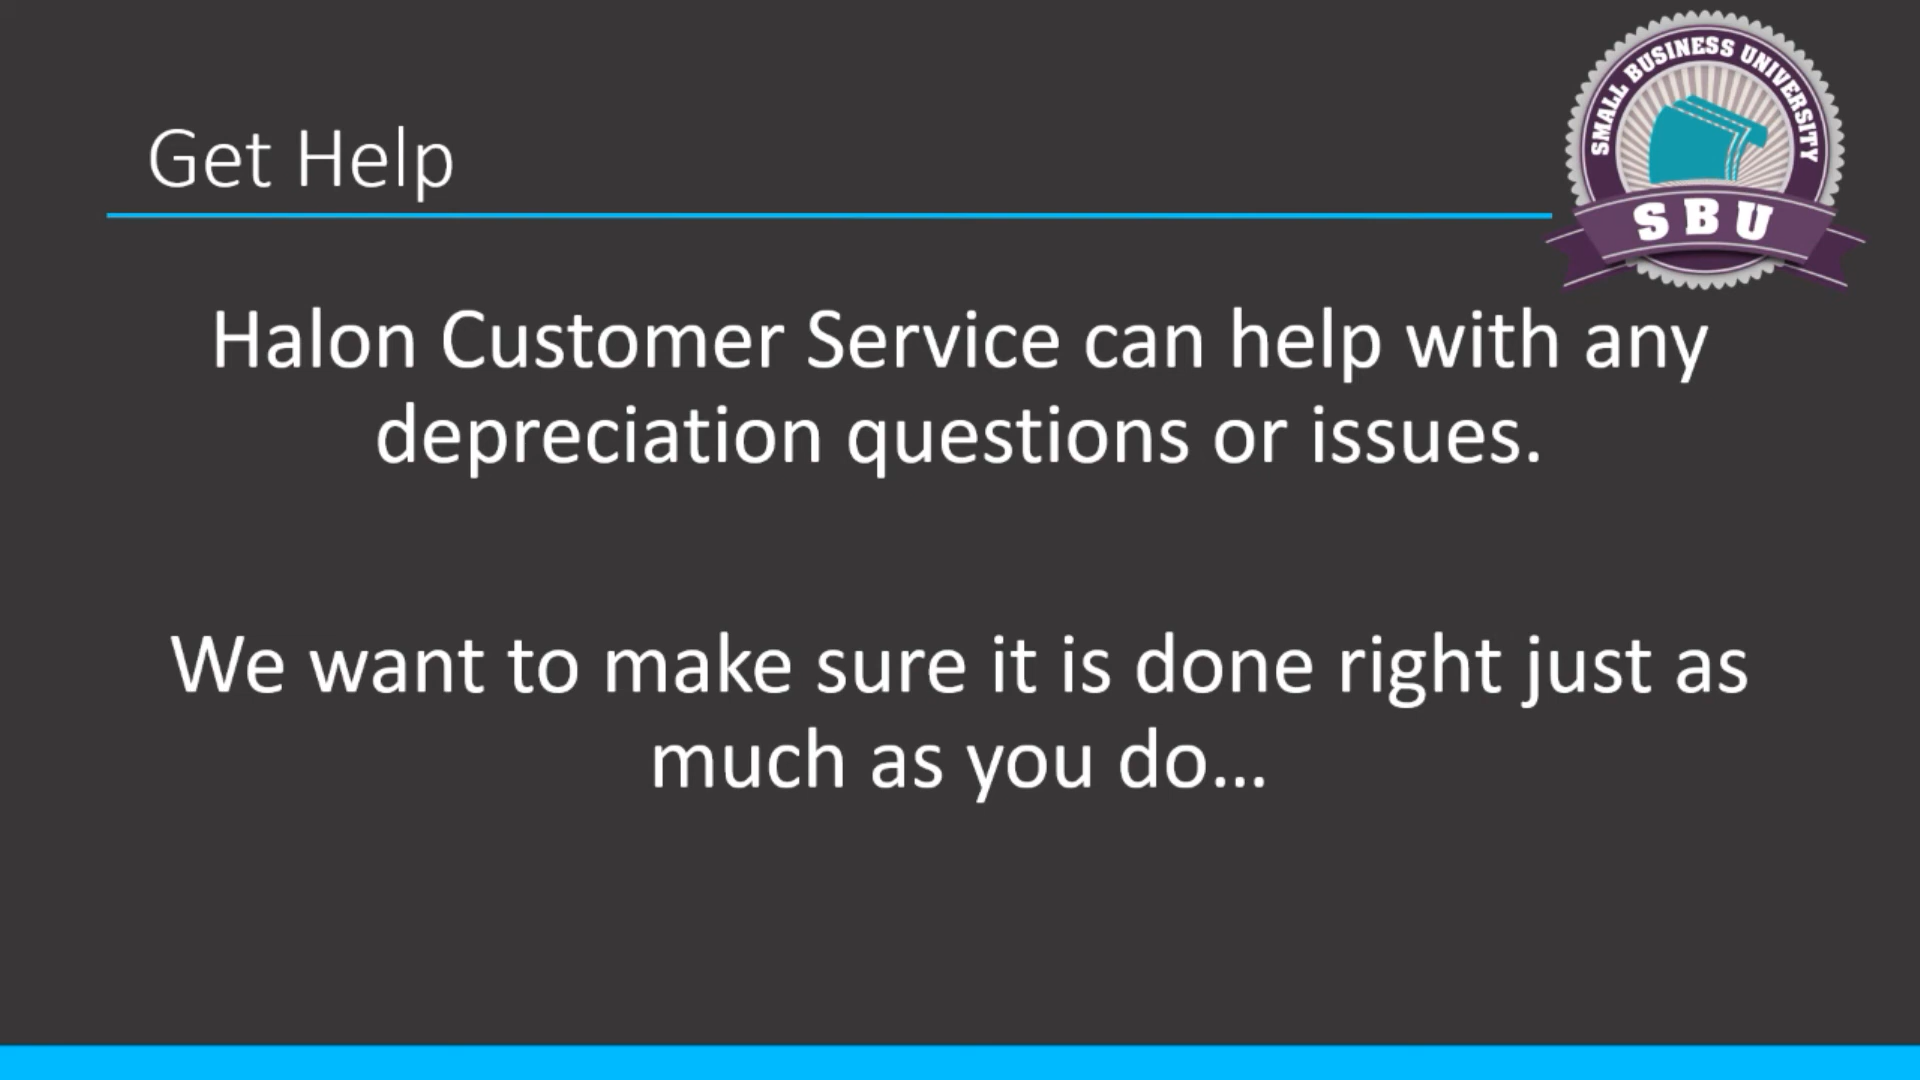 SMALL BUSINESS UNIVERSITY
SBU
Get Help
Halon Customer Service can help with any
depreciation questions or issues.
We want to make sure it is done right just as
much as you do...